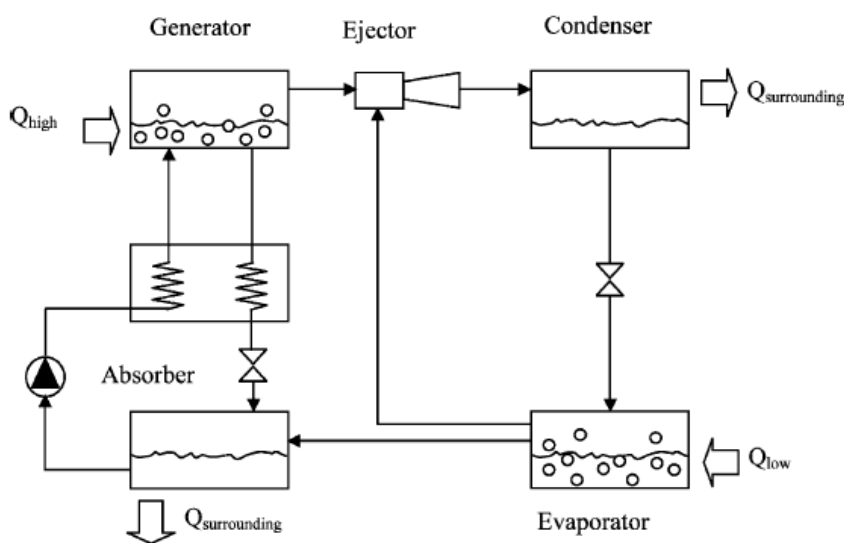 Generator
Ejector
Condenser
Qhigh
Qsurrounding
Absorber
Qlow
Qsurrounding
Evaporator